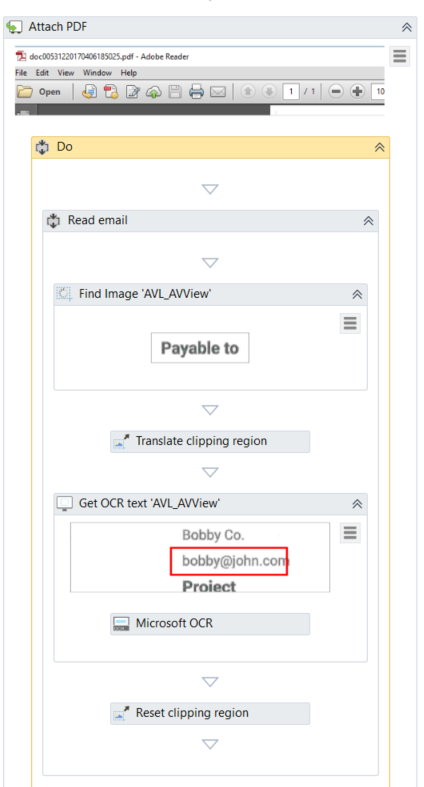 Attach PDF
doc00531220170406185025.pdf - Adobe Reader
File Edit View Window Help
Open 1 / 1 10
Do
Read email
Find Image 'AVL_AVView'
Payable to
Translate clipping region
Get OCR text 'AVL_AVView'
Bobby Co.
bobby@john.com
Project
Microsoft OCR
Reset clipping region